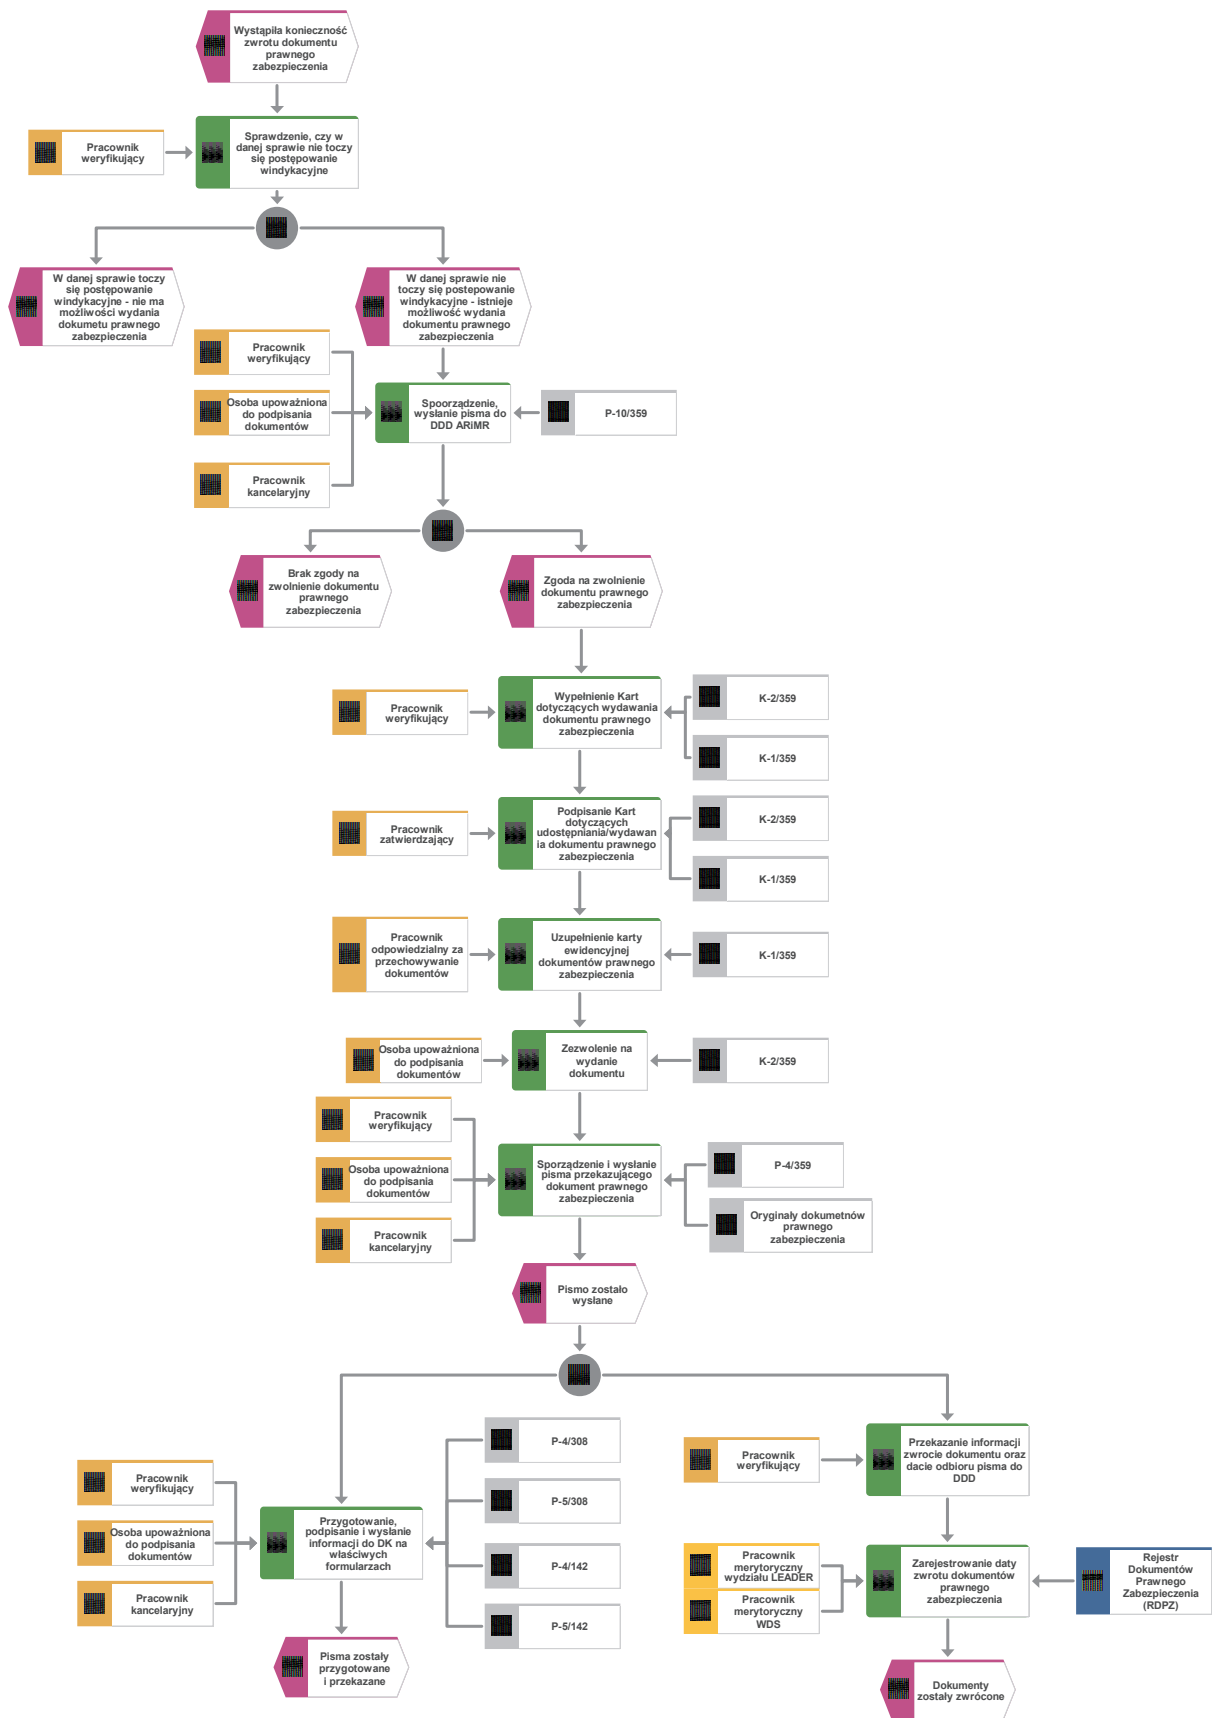 Wystąpiła konieczność
zwrotu dokumentu
prawnego
zabezpieczenia
Pracownik
weryfikujący
Sprawdzenie, czy w
danej sprawie nie toczy
się postępowanie
windykacyjne
W danej sprawie toczy
się postępowanie
windykacyjne - nie ma
możliwości wydania
dokumetu prawnego
zabezpieczenia
W danej sprawie nie
toczy się postepowanie
windykacyjne - istnieje
możliwość wydania
dokumentu prawnego
zabezpieczenia
Pracownik
weryfikujący
Osoba upoważniona
do podpisania
dokumentów
Pracownik
kancelaryjny
Spoorządzenie,
wysłanie pisma do
DDD ARiMR
P-10/359
Brak zgody na
zwolnienie dokumentu
prawnego
zabezpieczenia
Zgoda na zwolnienie
dokumentu prawnego
zabezpieczenia
Pracownik
weryfikujący
Wypełnienie Kart
dotyczących wydawania
dokumentu prawnego
zabezpieczenia
K-2/359
K-1/359
Pracownik
zatwierdzający
Podpisanie Kart
dotyczących
udostępniania/wydawan
ia dokumentu prawnego
zabezpieczenia
K-2/359
K-1/359
Pracownik
odpowiedzialny za
przechowywanie
dokumentów
Uzupełnienie karty
ewidencyjnej
dokumentów prawnego
zabezpieczenia
K-1/359
Osoba upoważniona
do podpisania
dokumentów
Zezwolenie na
wydanie
dokumentu
K-2/359
Pracownik
weryfikujący
Osoba upoważniona
do podpisania
dokumentów
Pracownik
kancelaryjny
Sporządzenie i wysłanie
pisma przekazującego
dokument prawnego
zabezpieczenia
P-4/359
Oryginały dokumetnów
prawnego
zabezpieczenia
Pismo zostało
wysłane
Pracownik
weryfikujący
Osoba upoważniona
do podpisania
dokumentów
Pracownik
kancelaryjny
Przygotowanie,
podpisanie i wysłanie
informacji do DK na
właściwych
formularzach
P-4/308
P-5/308
P-4/142
P-5/142
Pisma zostały
przygotowane
i przekazane
Pracownik
weryfikujący
Przekazanie informacji
zwrocie dokumentu oraz
dacie odbioru pisma do
DDD
Pracownik
merytoryczny
wydziału LEADER
Pracownik
merytoryczny
WDS
Zarejestrowanie daty
zwrotu dokumentów
prawnego
zabezpieczenia
Rejestr
Dokumentów
Prawnego
Zabezpieczenia
(RDPZ)
Dokumenty
zostały zwrócone